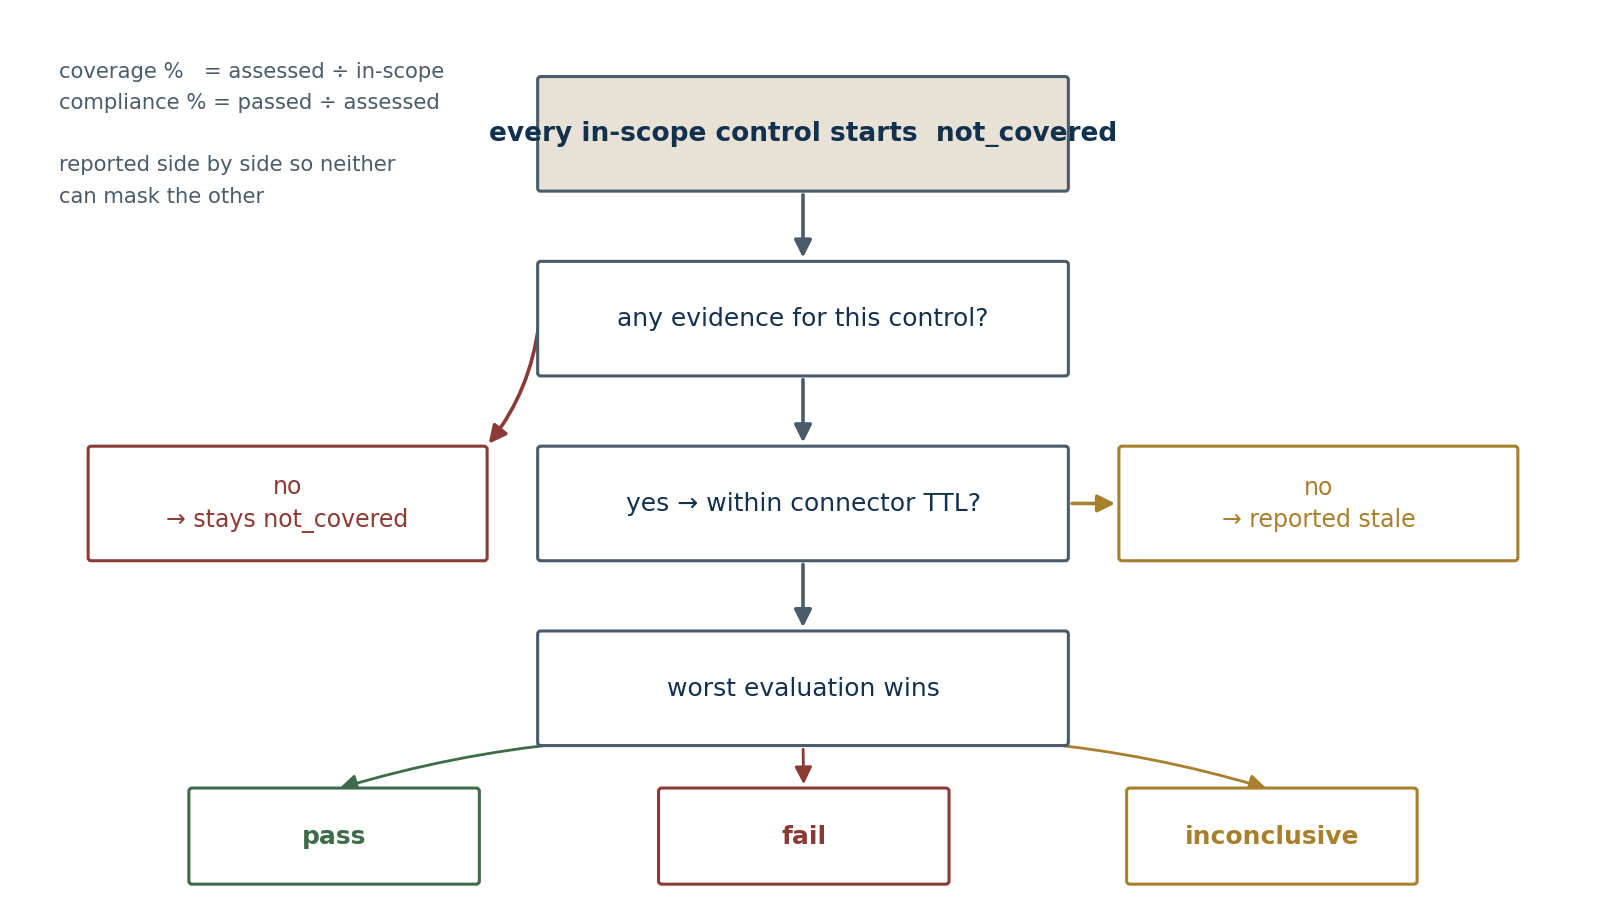 coverage %   = assessed ÷ in-scope
compliance % = passed ÷ assessed
reported side by side so neither
can mask the other
every in-scope control starts  not_covered
any evidence for this control?
no
→ stays not_covered
yes → within connector TTL?
no
→ reported stale
worst evaluation wins
pass
fail
inconclusive